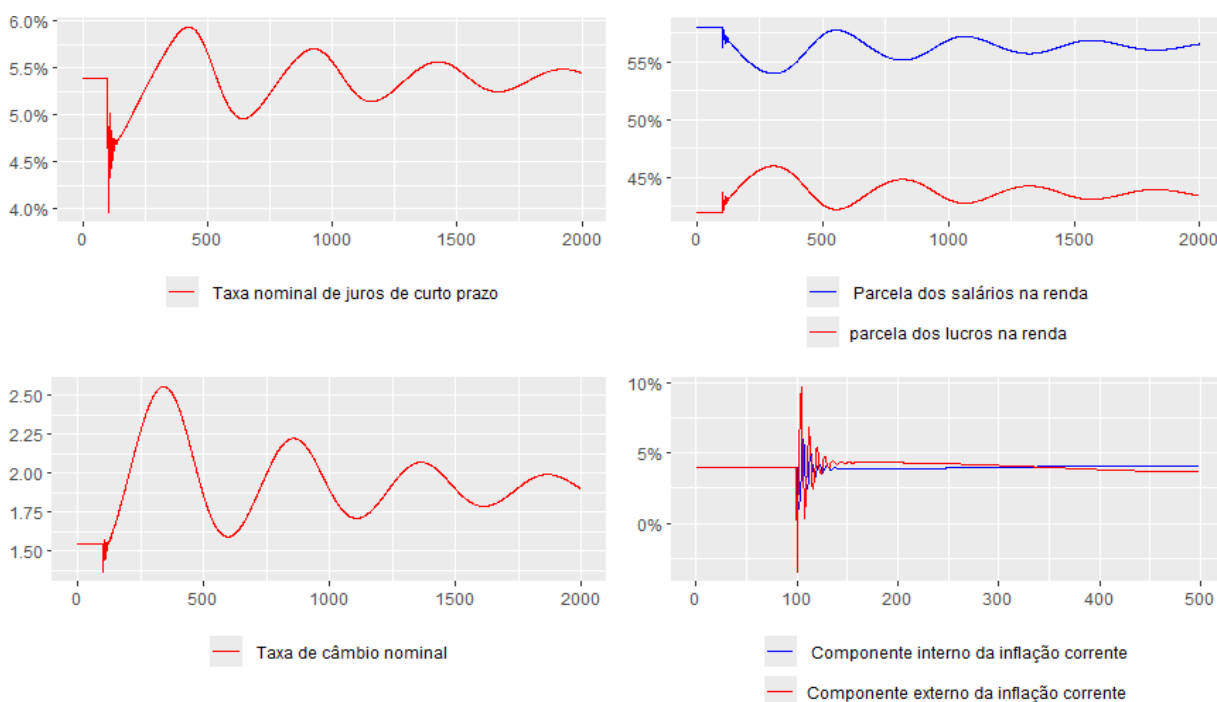 6.0%
5.5%
5.0%
4.5%
4.0%
0 500 1000 1500 2000
Taxa nominal de juros de curto prazo
55%
50%
45%
0 500 1000 1500 2000
Parcela dos salários na renda
parcela dos lucros na renda
2.50
2.25
2.00
1.75
1.50
0 500 1000 1500 2000
Taxa de câmbio nominal
10%
5%
0%
0 100 200 300 400 500
Componente interno da inflação corrente
Componente externo da inflação corrente